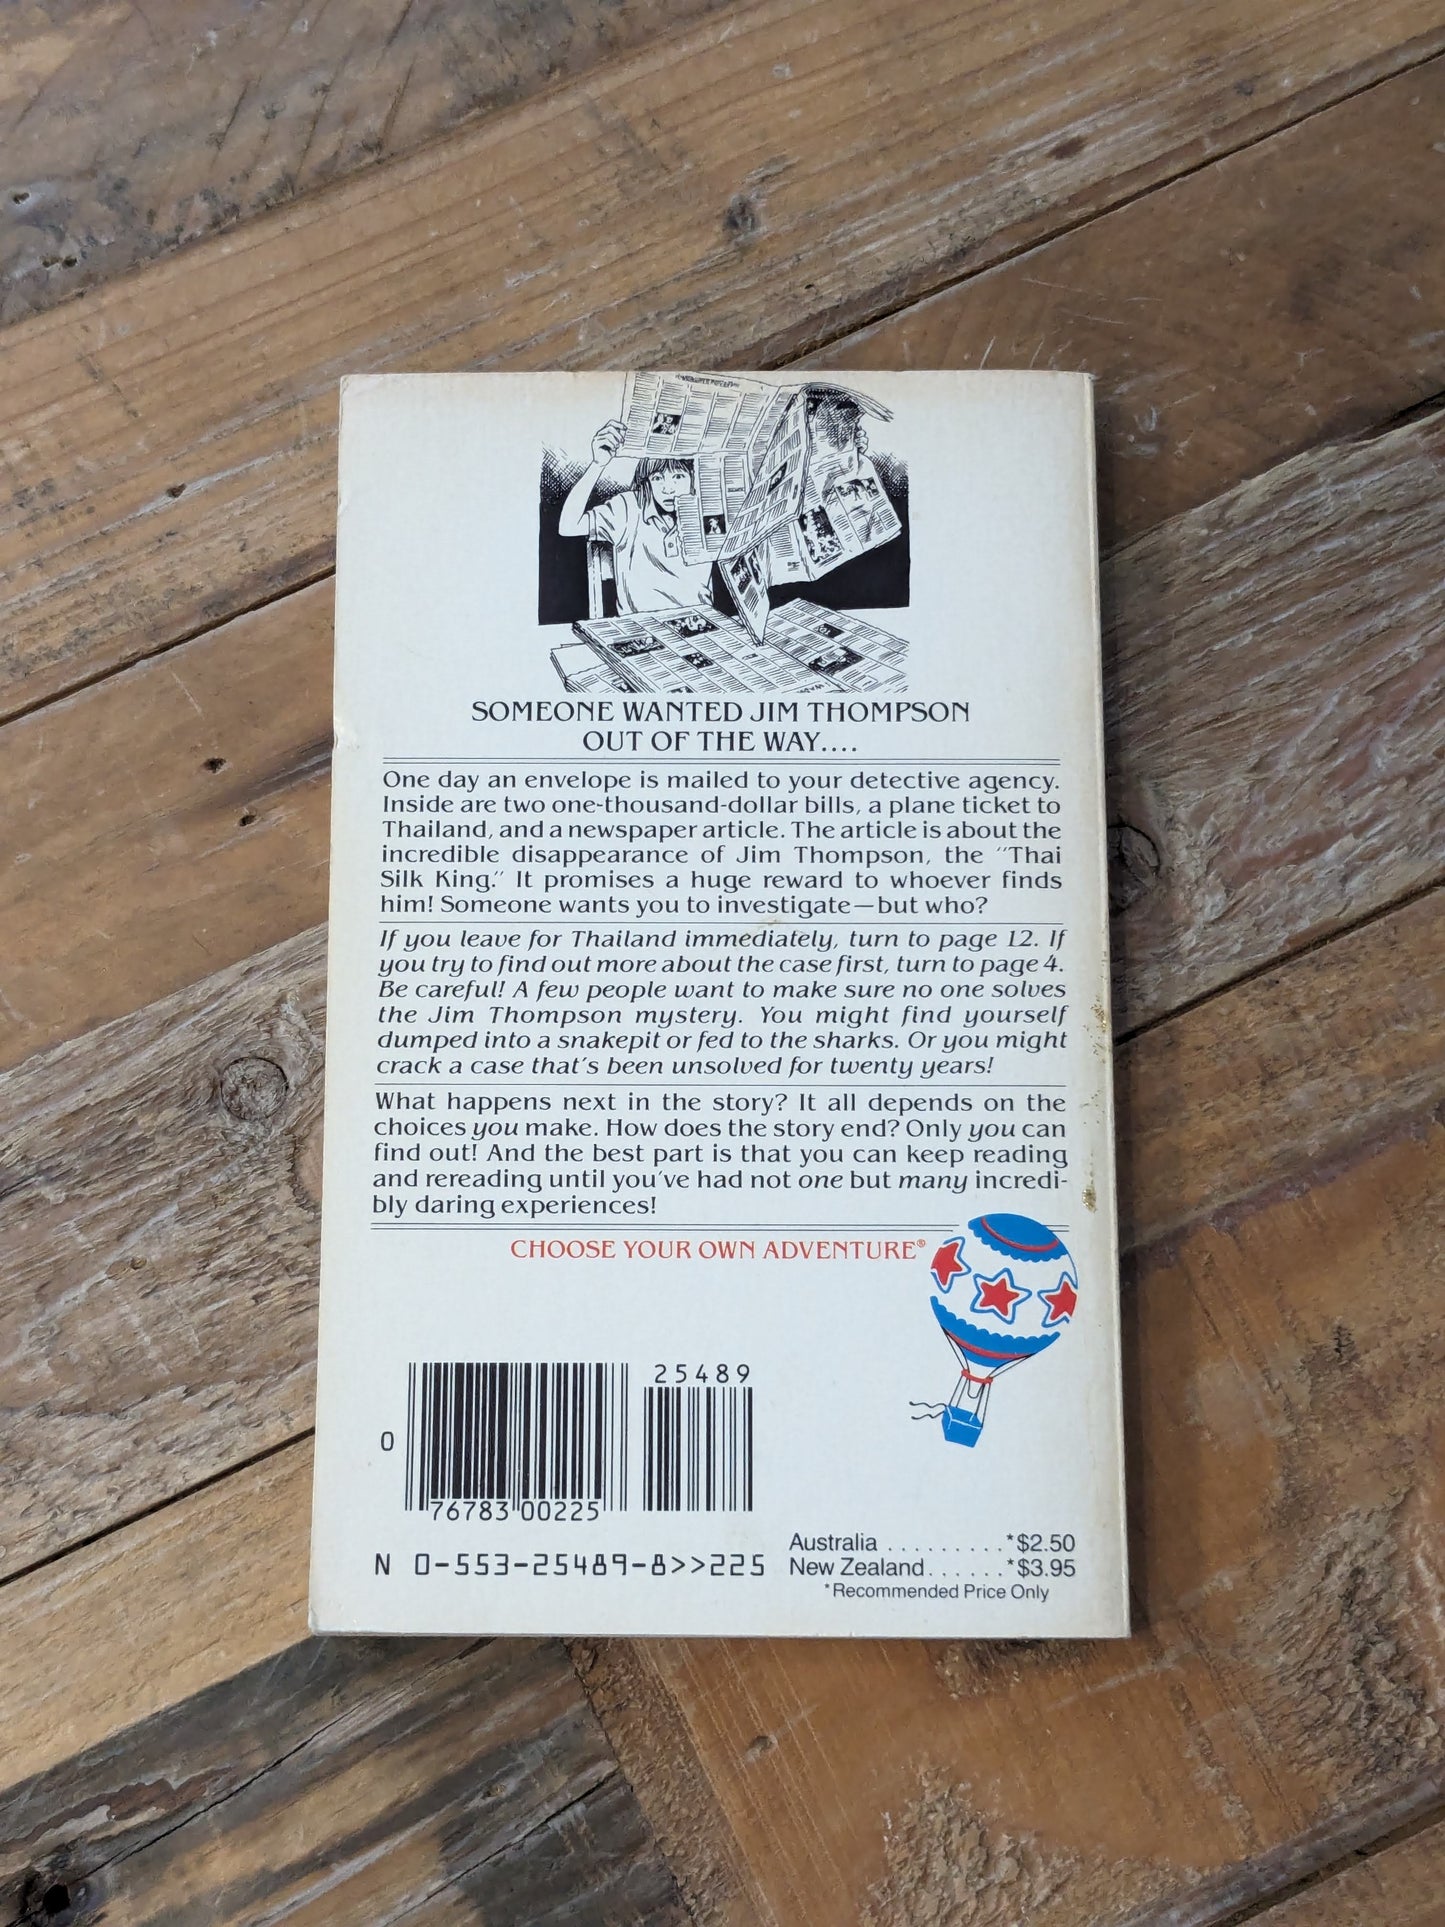 SOMEONE WANTED JIM THOMPSON
OUT OF THE WAY....
One day an envelope is mailed to your detective agency.
Inside are two one-thousand-dollar bills, a plane ticket to
Thailand, and a newspaper article. The article is about the
incredible disappearance of Jim Thompson, the "Thai
Silk King." It promises a huge reward to whoever finds
him! Someone wants you to investigate—but who?
If you leave for Thailand immediately, turn to page 12. If
you try to find out more about the case first, turn to page 4.
Be careful! A few people want to make sure no one solves
the Jim Thompson mystery. You might find yourself
dumped into a snakepit or fed to the sharks. Or you might
crack a case that's been unsolved for twenty years!
What happens next in the story? It all depends on the
choices you make. How does the story end? Only you can
find out! And the best part is that you can keep reading
and rereading until you've had not one but many incredi-
bly daring experiences!
CHOOSE YOUR OWN ADVENTURE®
25489
0
76783 00225
N 0-553-25489-8>>225
Australia . . . . . . . . . *$2.50
New Zealand . . . . . . *$3.95
*Recommended Price Only